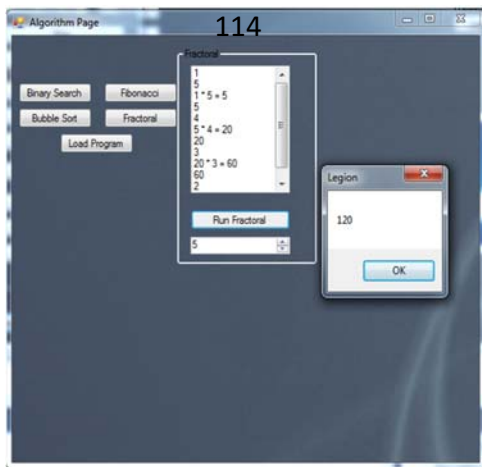 114
Algorithm Page
Fractoral
Binary Search
Fibonacci
Bubble Sort
Fractoral
Load Program
1
5
1 * 5 = 5
5
4
5 * 4 = 20
20
3
20 * 3 = 60
60
2
Run Fractoral
5
Legion
120
OK